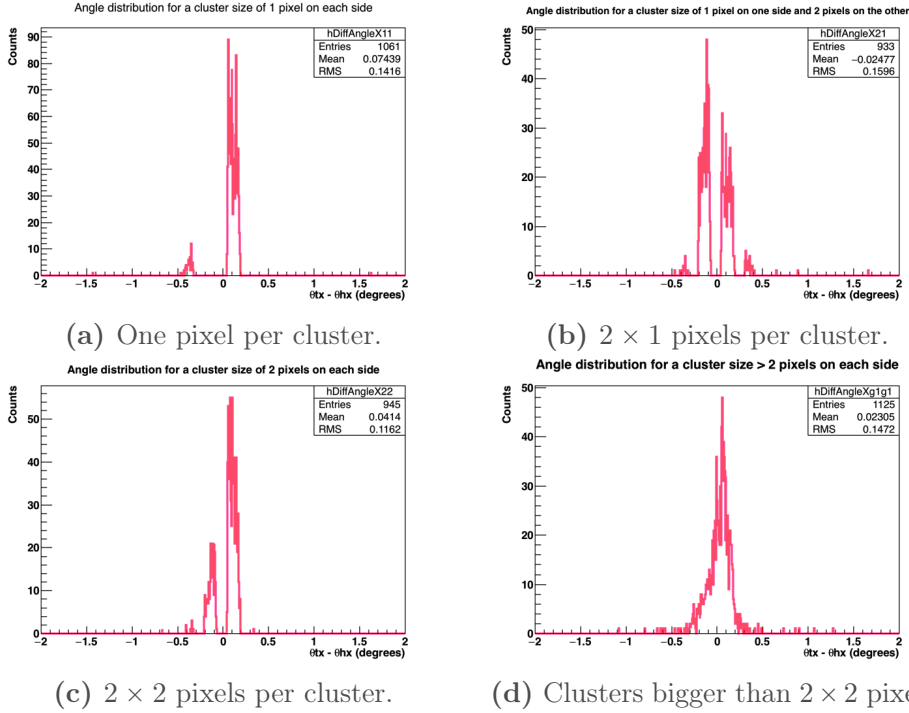 Angle distribution for a cluster size of 1 pixel on each side
Counts
hDiffAngleX11
Entries 1061
Mean 0.07439
RMS 0.1416
90
80
70
60
50
40
30
20
10
0
−2 −1.5 −1 −0.5 0 0.5 1 1.5 2
θtx - θhx (degrees)
(a) One pixel per cluster.
Angle distribution for a cluster size of 1 pixel on one side and 2 pixels on the other
Counts
hDiffAngleX21
Entries 933
Mean −0.02477
RMS 0.1596
50
40
30
20
10
0
−2 −1.5 −1 −0.5 0 0.5 1 1.5 2
θtx - θhx (degrees)
(b) 2 × 1 pixels per cluster.
Angle distribution for a cluster size of 2 pixels on each side
Counts
hDiffAngleX22
Entries 945
Mean 0.0414
RMS 0.1162
50
40
30
20
10
0
−2 −1.5 −1 −0.5 0 0.5 1 1.5 2
θtx - θhx (degrees)
(c) 2 × 2 pixels per cluster.
Angle distribution for a cluster size > 2 pixels on each side
Counts
hDiffAngleXg1g1
Entries 1125
Mean 0.02305
RMS 0.1472
50
40
30
20
10
0
−2 −1.5 −1 −0.5 0 0.5 1 1.5 2
θtx - θhx (degrees)
(d) Clusters bigger than 2 × 2 pixe